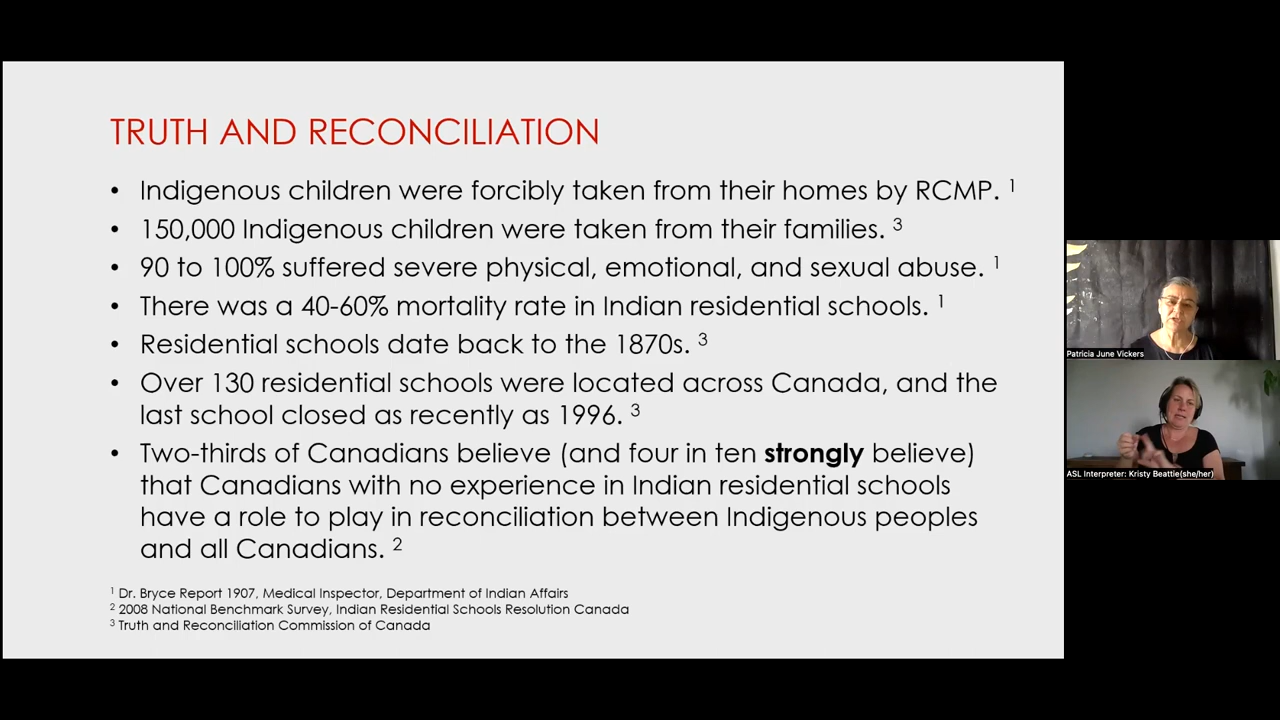 TRUTH AND RECONCILIATION
• Indigenous children were forcibly taken from their homes by RCMP. 1
• 150,000 Indigenous children were taken from their families. 3
• 90 to 100% suffered severe physical, emotional, and sexual abuse. 1
• There was a 40-60% mortality rate in Indian residential schools. 1
• Residential schools date back to the 1870s. 3
• Over 130 residential schools were located across Canada, and the
last school closed as recently as 1996. 3
• Two-thirds of Canadians believe (and four in ten strongly believe)
that Canadians with no experience in Indian residential schools
have a role to play in reconciliation between Indigenous peoples
and all Canadians. 2
1 Dr. Bryce Report 1907, Medical Inspector, Department of Indian Affairs
2 2008 National Benchmark Survey, Indian Residential Schools Resolution Canada
3 Truth and Reconciliation Commission of Canada
Patricia June Vickers
ASL Interpreter: Kristy Beattie(she/her)